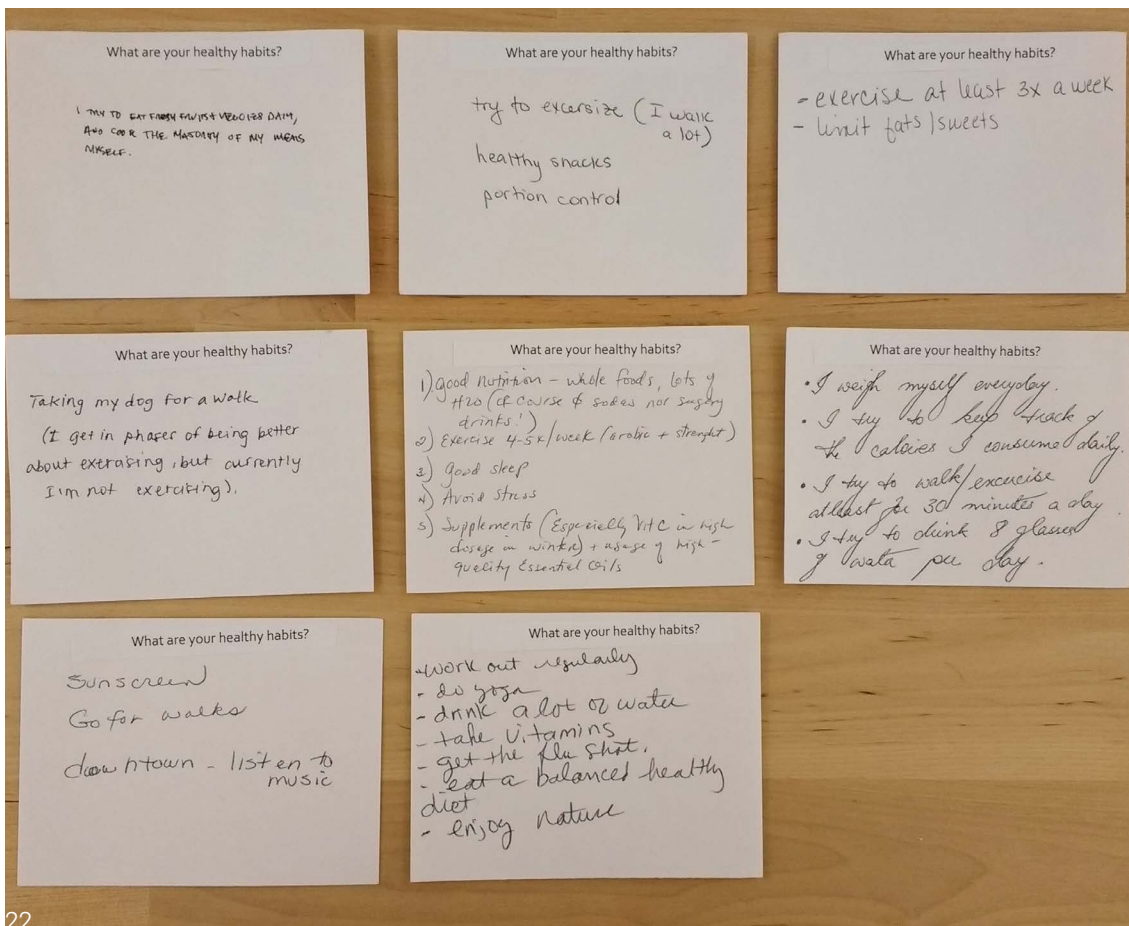 What are your healthy habits?
I TRY TO EAT FRESH FRUITS + VEGGIES DAILY,
AND COOK THE MAJORITY OF MY MEALS
MYSELF.
What are your healthy habits?
try to excersize (I walk
a lot)
healthy snacks
portion control
What are your healthy habits?
- exercise at least 3x a week
- limit fats/sweets
What are your healthy habits?
Taking my dog for a walk
(I get in phases of being better
about exercising, but currently
I'm not exercising).
What are your healthy habits?
1) good nutrition - whole foods, lots of
H20 (of course \u00f8 sodas nor sugary
drinks!)
2) Exercise 4-5x/week (arobic + strenght)
3) Good sleep
4) Avoid stress
5) Supplements (Especially Vit C in high
dosage in winter) + usage of high-
quality Essential Oils
What are your healthy habits?
• I weigh myself everyday.
• I try to keep track of
the calories I consume daily.
• I try to walk/excercise
atleast for 30 minutes a day.
• I try to drink 8 glasses
of water per day.
What are your healthy habits?
Sunscreen
Go for walks
downtown - listen to
music
What are your healthy habits?
- work out regularly
- do yoga
- drink a lot of water
- take vitamins
- get the flu shot.
- eat a balanced healthy
diet
- enjoy nature
22